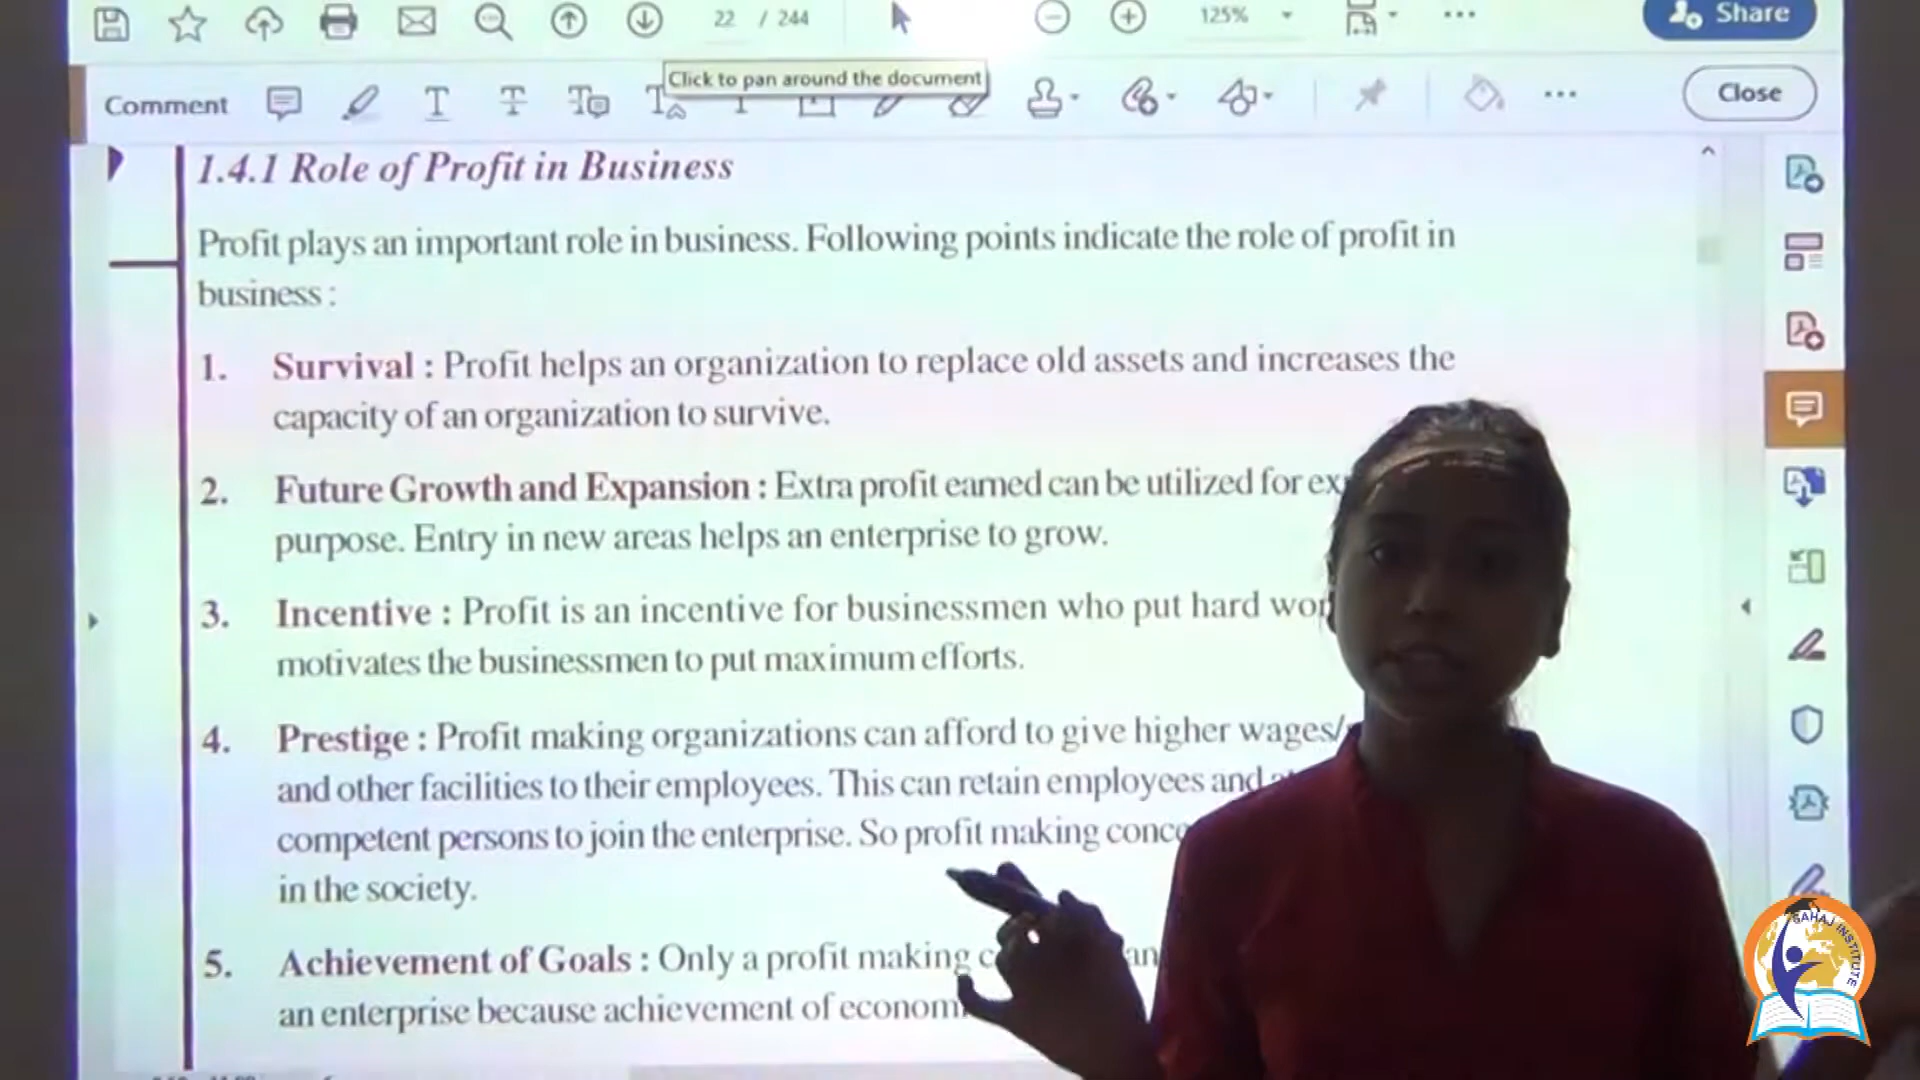 22 / 244
125%
Share
Click to pan around the document
Comment
Close
1.4.1 Role of Profit in Business
Profit plays an important role in business. Following points indicate the role of profit in
business :
1. Survival : Profit helps an organization to replace old assets and increases the
capacity of an organization to survive.
2. Future Growth and Expansion : Extra profit earned can be utilized for
purpose. Entry in new areas helps an enterprise to grow.
3. Incentive : Profit is an incentive for businessmen who put hard
motivates the businessmen to put maximum efforts.
4. Prestige : Profit making organizations can afford to give higher wages/
and other facilities to their employees. This can retain employees and
competent persons to join the enterprise. So profit making
in the society.
5. Achievement of Goals : Only a profit making
an enterprise because achievement of
SAHAJ INSTITUTE